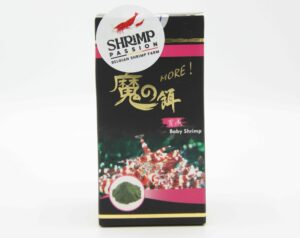 SHRIMP
PASSION
BELGIAN SHRIMP FARM
魔の餌
MORE!
Baby Shrimp